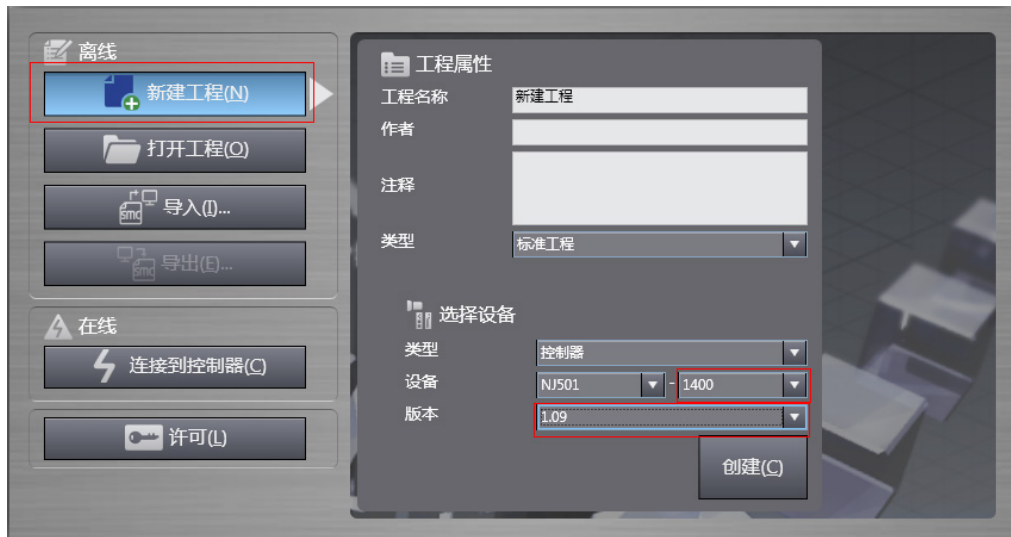 离线
新建工程(N)
打开工程(O)
smc 导入(I)...
smc 导出(E)...
在线
连接到控制器(C)
许可(L)
工程属性
工程名称 新建工程
作者
注释
类型 标准工程
选择设备
类型 控制器
设备 NJ501 - 1400
版本 1.09
创建(C)